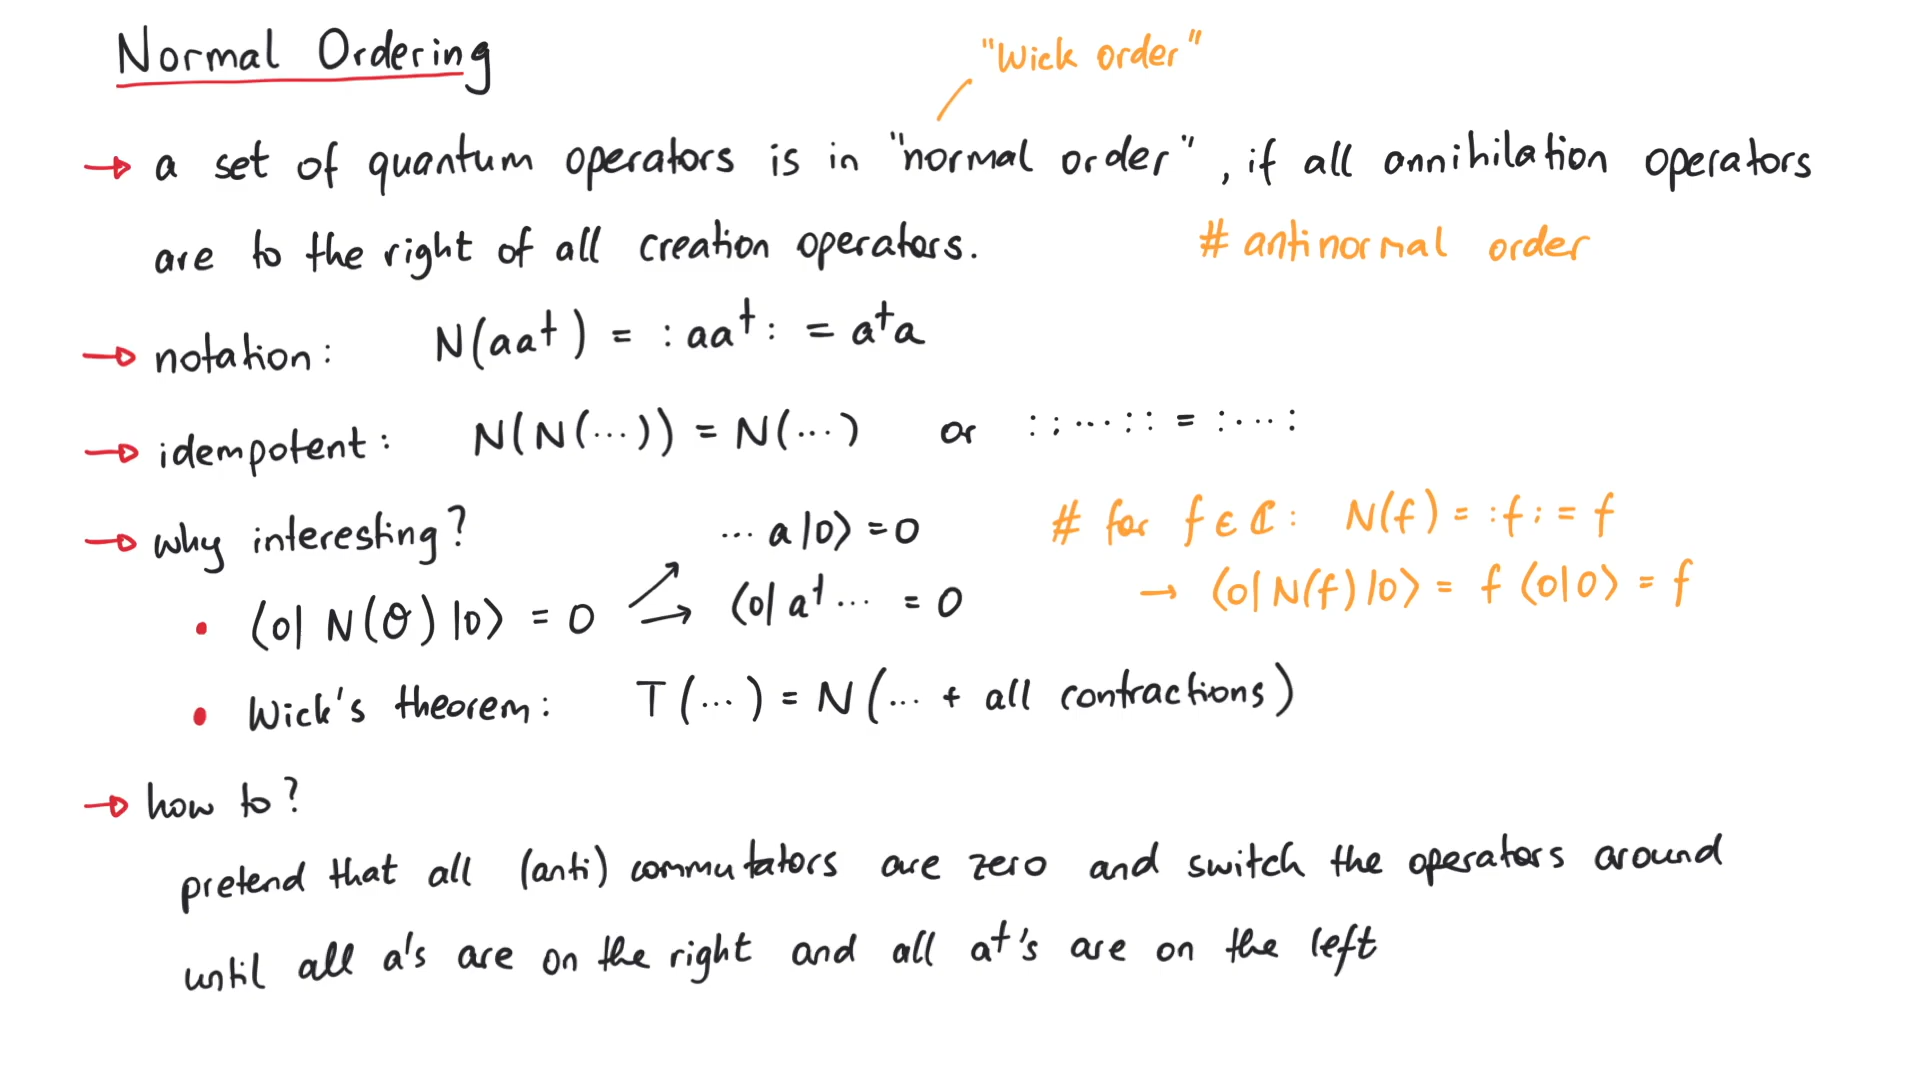 Normal Ordering
"Wick order"
→ a set of quantum operators is in "normal order", if all annihilation operators
are to the right of all creation operators.
# antinormal order
→ notation: N(aa†) = :aa†: = a†a
→ idempotent: N(N(...)) = N(...) or ::...:: = :...:
→ why interesting?
... a|0⟩ = 0
# for f ∈ ℂ: N(f) = :f: = f
• ⟨0| N(O) |0⟩ = 0
⟨0| a† ... = 0
→ ⟨0| N(f) |0⟩ = f ⟨0|0⟩ = f
• Wick's theorem: T(...) = N(... + all contractions)
→ how to?
pretend that all (anti) commutators are zero and switch the operators around
until all a's are on the right and all a†'s are on the left